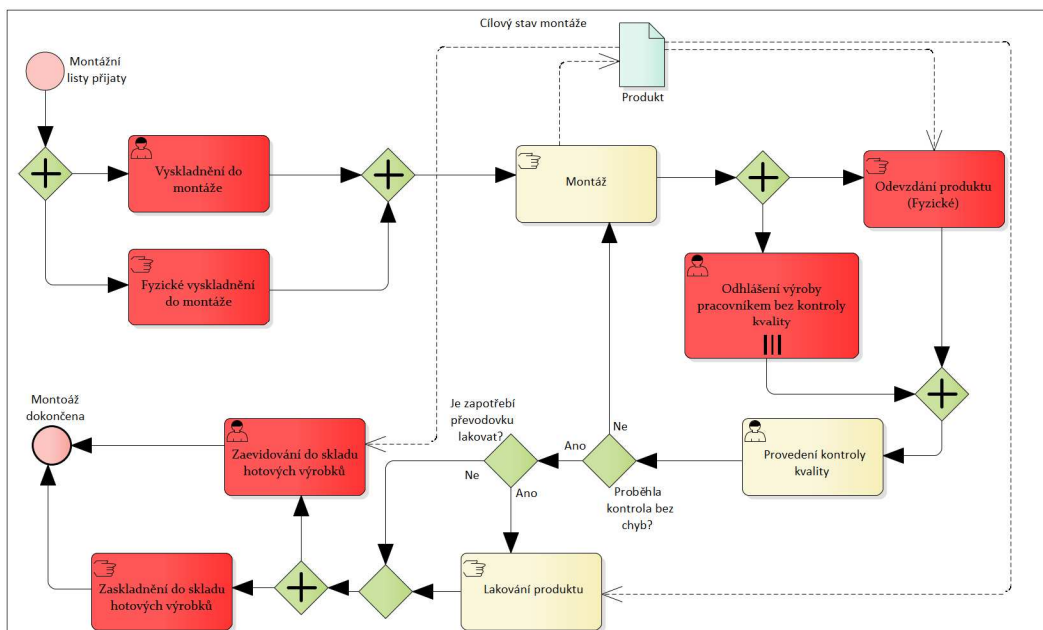 Cílový stav montáže
Montážní
listy přijaty
Produkt
Vyskladnění do
montáže
Montáž
Odevzdání produktu
(Fyzické)
Fyzické vyskladnění
do montáže
Odhlášení výroby
pracovníkem bez kontroly
kvality
Montoáž
dokončena
Je zapotřebí
převodovku
lakovat?
Ne
Ano
Zaevidování do skladu
hotových výrobků
Provedení kontroly
kvality
Ne
Ano
Proběhla
kontrola bez
chyb?
Zaskladnění do skladu
hotových výrobků
Lakování produktu